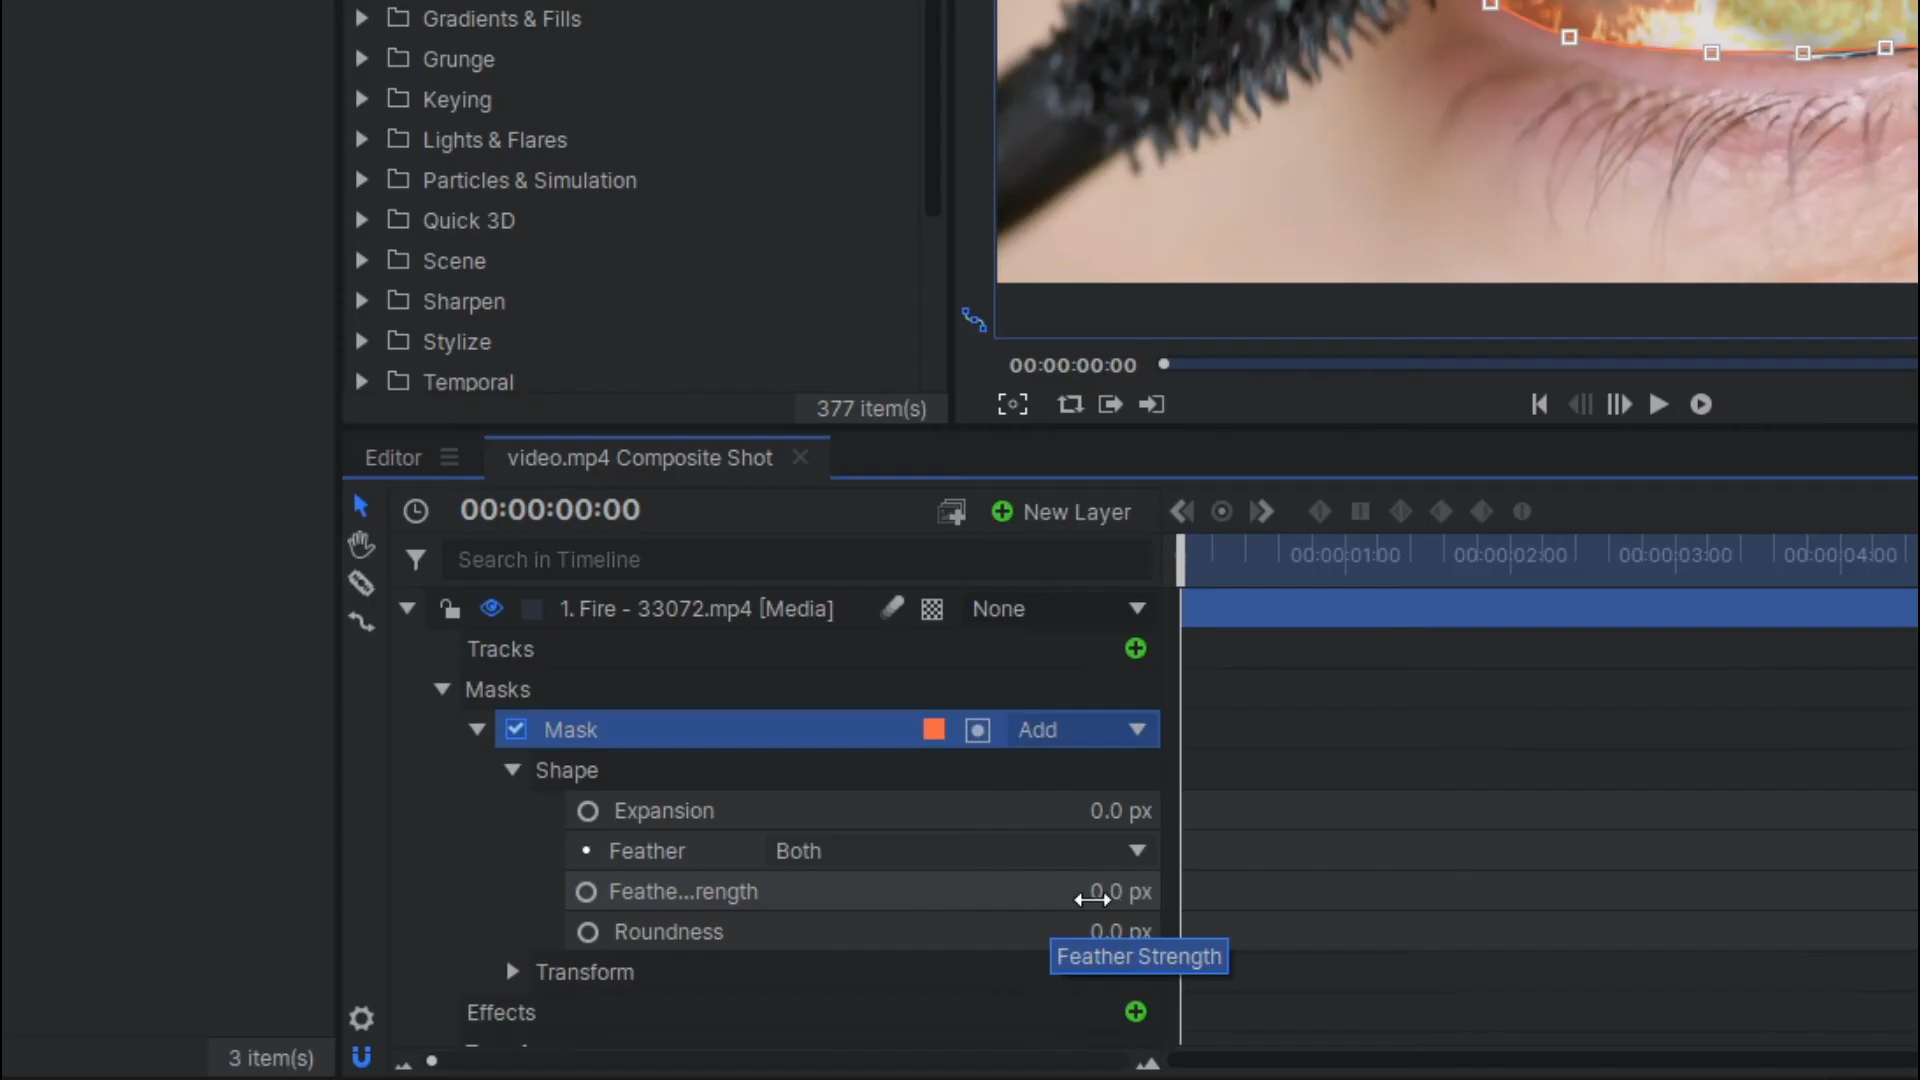 Gradients & Fills
Grunge
Keying
Lights & Flares
Particles & Simulation
Quick 3D
Scene
Sharpen
Stylize
Temporal
377 item(s)
00:00:00:00
Editor
video.mp4 Composite Shot
00:00:00:00
New Layer
Search in Timeline
00:00:01:00 00:00:02:00 00:00:03:00 00:00:04:00
1. Fire - 33072.mp4 [Media] None
Tracks
Masks
Mask Add
Shape
Expansion 0.0 px
Feather Both
Feathe...rength 0.0 px
Roundness 0.0 px
Feather Strength
Transform
Effects
3 item(s)